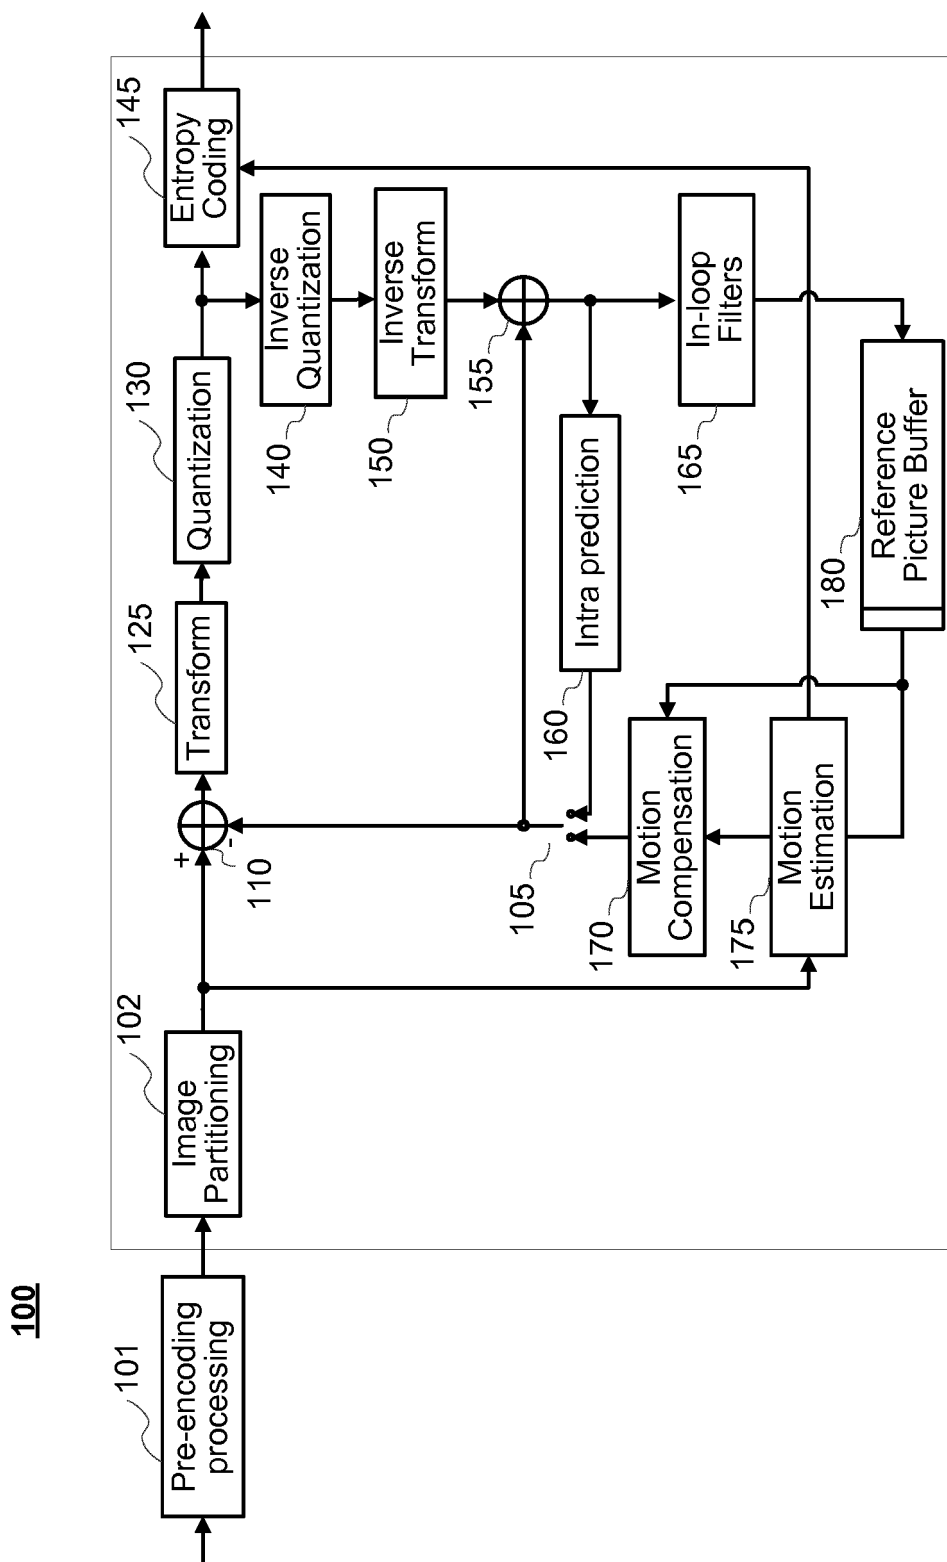 100
101
Pre-encoding
processing
102
Image
Partitioning
+
-
110
125
Transform
130
Quantization
145
Entropy
Coding
140
Inverse
Quantization
150
Inverse
Transform
155
105
160
Intra prediction
165
In-loop
Filters
170
Motion
Compensation
175
Motion
Estimation
180
Reference
Picture Buffer